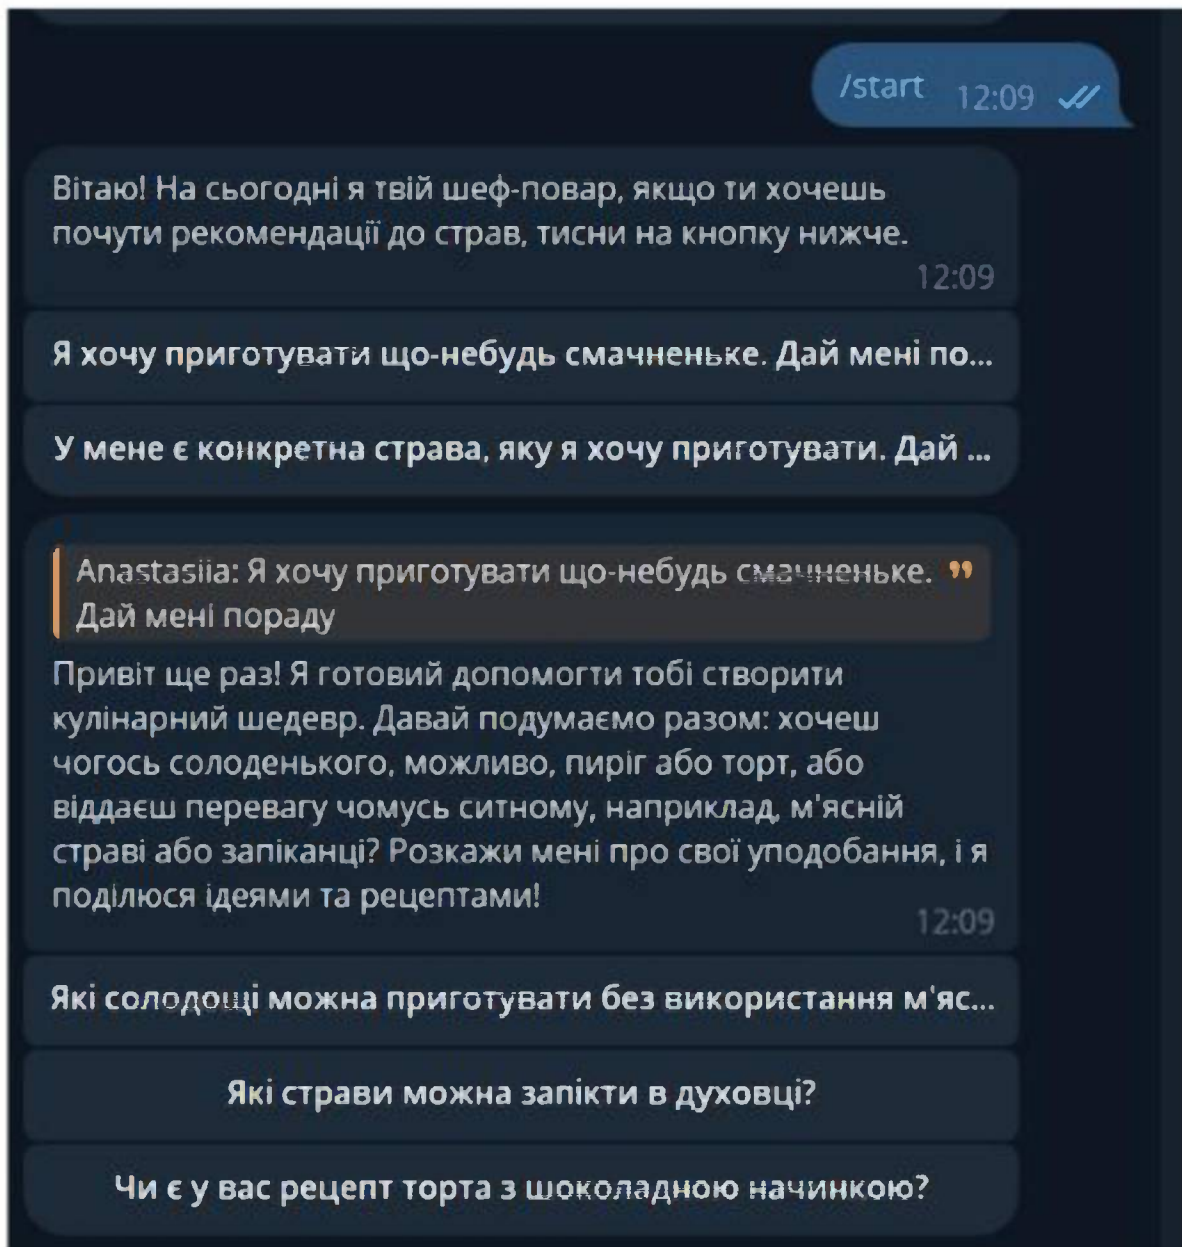 /start 12:09
Вітаю! На сьогодні я твій шеф-повар, якщо ти хочешь
почути рекомендації до страв, тисни на кнопку нижче.
12:09
Я хочу приготувати що-небудь смачненьке. Дай мені по...
У мене є конкретна страва, яку я хочу приготувати. Дай ...
Anastasiia: Я хочу приготувати що-небудь смачненьке.
Дай мені пораду
Привіт ще раз! Я готовий допомогти тобі створити
кулінарний шедевр. Давай подумаємо разом: хочеш
чогось солоденького, можливо, пиріг або торт, або
віддаєш перевагу чомусь ситному, наприклад, м'ясній
страві або запіканці? Розкажи мені про свої уподобання, і я
поділюся ідеями та рецептами!
12:09
Які солодощі можна приготувати без використання м'яс...
Які страви можна запікти в духовці?
Чи є у вас рецепт торта з шоколадною начинкою?